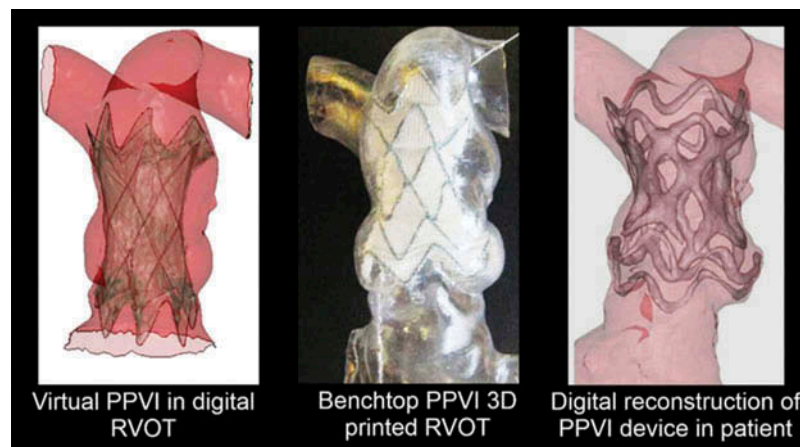 Virtual PPVI in digital
RVOT
Benchtop PPVI 3D
printed RVOT
Digital reconstruction of
PPVI device in patient